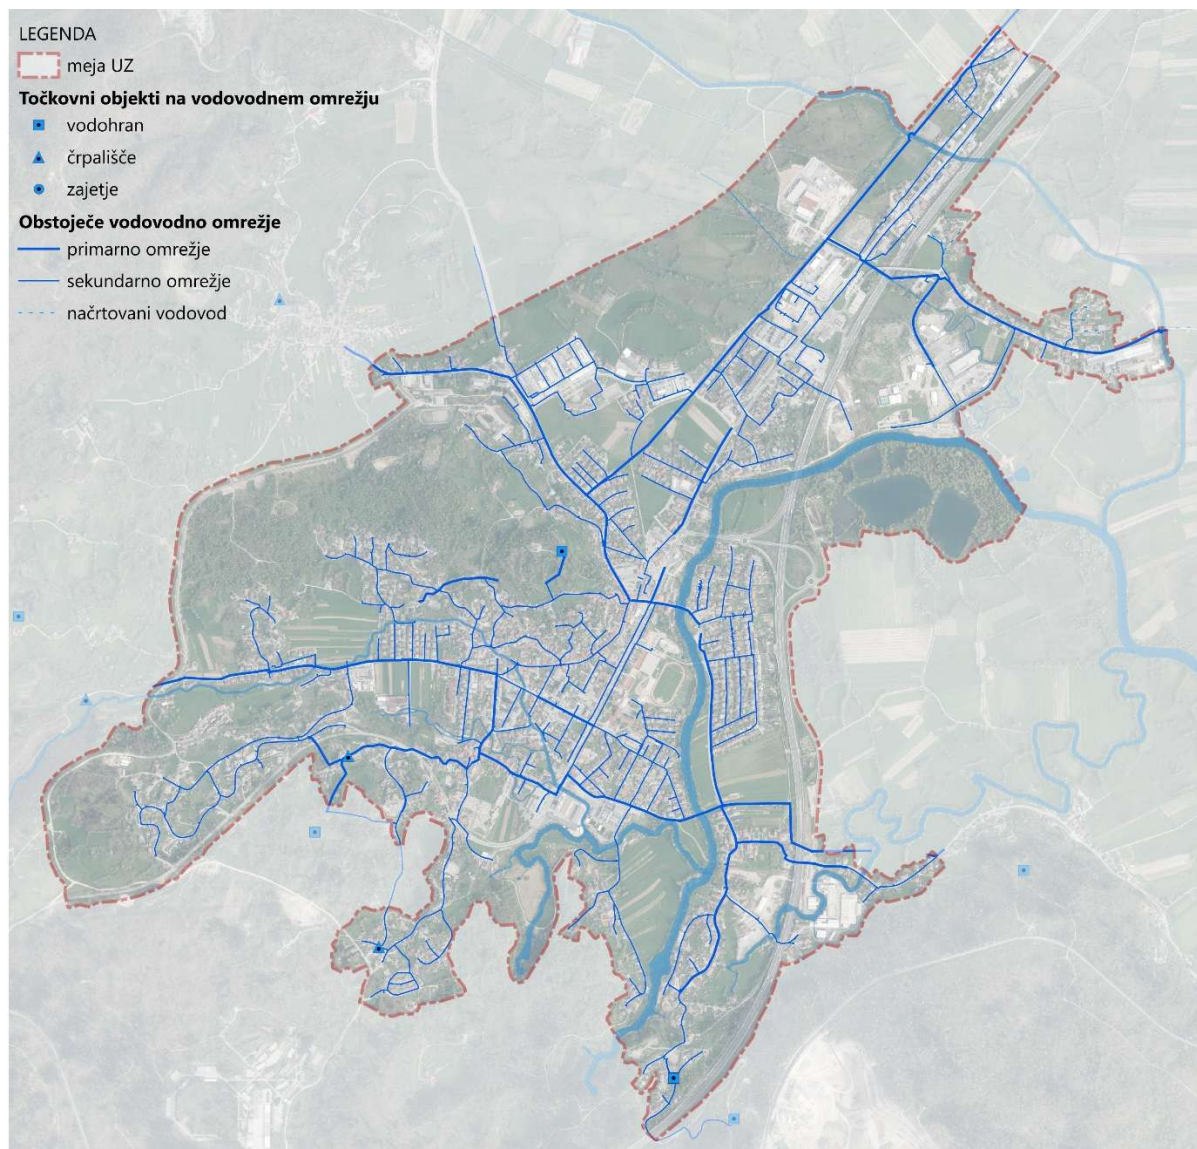 LEGENDA
meja UZ
Točkovni objekti na vodovodnem omrežju
vodohran
črpališče
zajetje
Obstoječe vodovodno omrežje
primarno omrežje
sekundarno omrežje
načrtovani vodovod